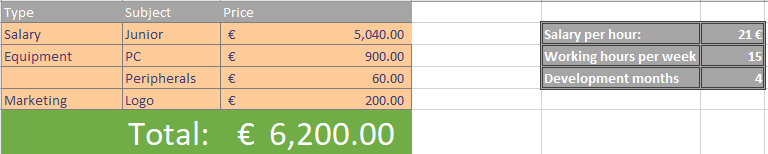 Type Subject Price
Salary Junior € 5,040.00
Equipment PC € 900.00
Peripherals € 60.00
Marketing Logo € 200.00
Total: € 6,200.00
Salary per hour: 21 €
Working hours per week 15
Development months 4